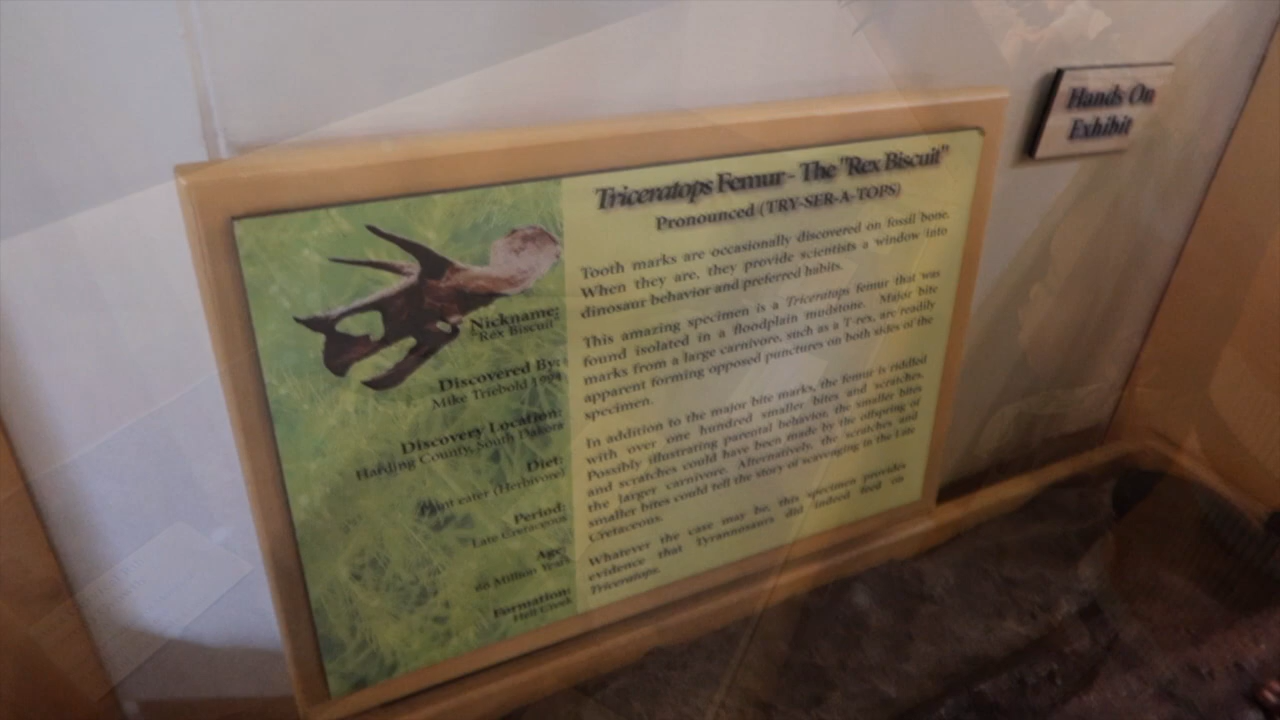 Hands On
Exhibit
Triceratops Femur - The "Rex Biscuit"
Pronounced (TRY-SER-A-TOPS)
Nickname:
"Rex Biscuit"
Discovered By:
Mike Triebold 1994
Discovery Location:
Harding County, South Dakota
Diet:
Plant eater (Herbivore)
Period:
Late Cretaceous
Age:
66 Million Years
Formation:
Hell Creek
Tooth marks are occasionally discovered on fossil bone.
When they are, they provide scientists a window into
dinosaur behavior and preferred habits.
This amazing specimen is a Triceratops femur that was
found isolated in a floodplain mudstone. Major bite
marks from a large carnivore, such as a T-rex, are readily
apparent forming opposed punctures on both sides of the
specimen.
In addition to the major bite marks, the femur is riddled
with over one hundred smaller bites and scratches.
Possibly illustrating parental behavior, the smaller bites
and scratches could have been made by the offspring of
the larger carnivore. Alternatively, the scratches and
smaller bites could tell the story of scavenging in the Late
Cretaceous.
Whatever the case may be, this specimen provides
evidence that Tyrannosaurs did indeed feed on
Triceratops.